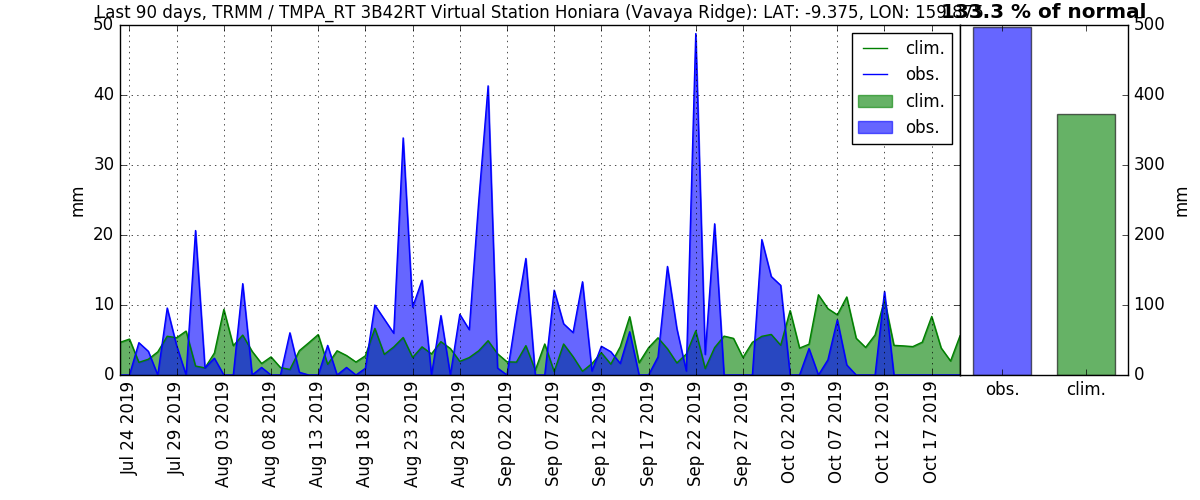 Last 90 days, TRMM / TMPA_RT 3B42RT Virtual Station Honiara (Vavaya Ridge): LAT: -9.375, LON:
133.3 % of normal
50
40
30
20
10
0
mm
clim.
obs.
clim.
obs.
500
400
300
200
100
0
mm
obs.
clim.
Jul 24 2019
Jul 29 2019
Aug 03 2019
Aug 08 2019
Aug 13 2019
Aug 18 2019
Aug 23 2019
Aug 28 2019
Sep 02 2019
Sep 07 2019
Sep 12 2019
Sep 17 2019
Sep 22 2019
Sep 27 2019
Oct 02 2019
Oct 07 2019
Oct 12 2019
Oct 17 2019